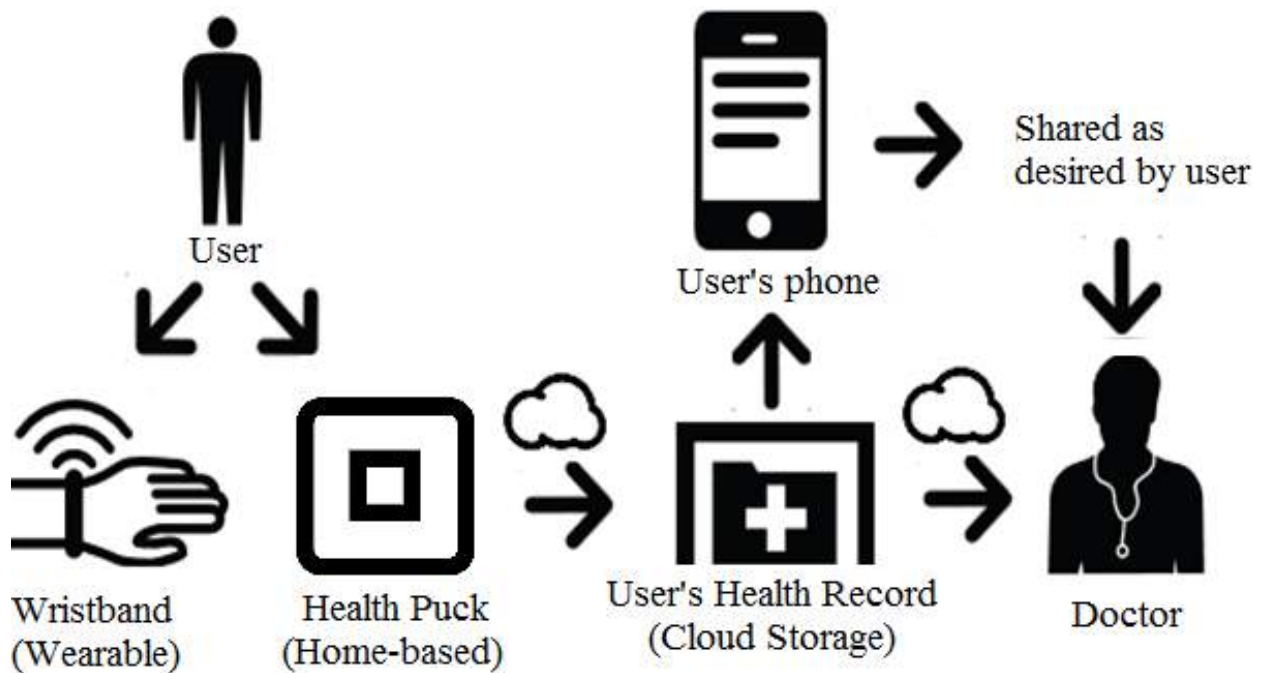 User
User's phone
Shared as
desired by user
Wristband
(Wearable)
Health Puck
(Home-based)
User's Health Record
(Cloud Storage)
Doctor